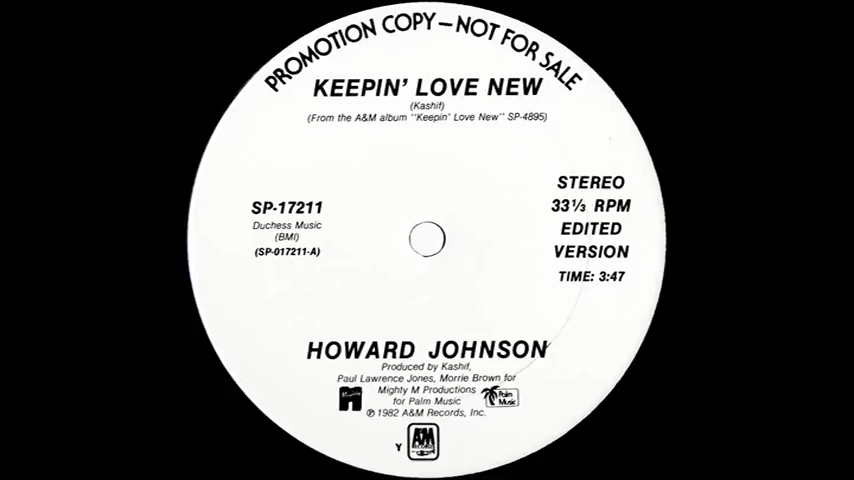 PROMOTION COPY—NOT FOR SALE
KEEPIN' LOVE NEW
(Kashif)
(From the A&M album "Keepin' Love New" SP-4895)
SP-17211
Duchess Music
(BMI)
(SP-017211-A)
STEREO
33⅓ RPM
EDITED
VERSION
TIME: 3:47
HOWARD JOHNSON
Produced by Kashif,
Paul Lawrence Jones, Morrie Brown for
Mighty M Productions
for Palm Music
Palm
Music
℗ 1982 A&M Records, Inc.
Y
A&M
RECORDS